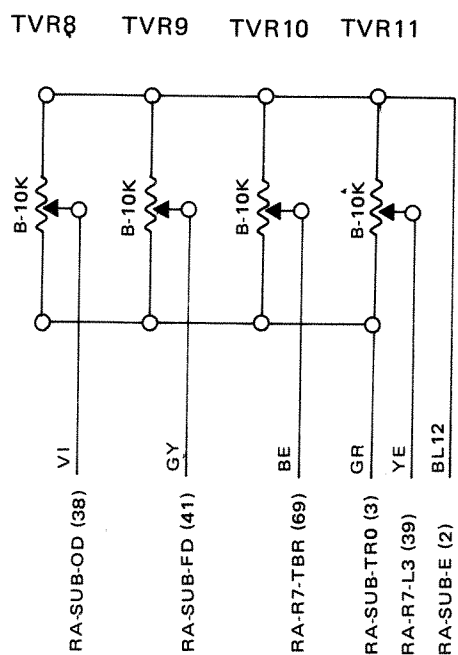 TVR8 TVR9 TVR10 TVR11
B-10K B-10K B-10K B-10K
VI GY BE GR YE BL12
RA-SUB-OD (38)
RA-SUB-FD (41)
RA-R7-TBR (69)
RA-SUB-TR0 (3)
RA-R7-L3 (39)
RA-SUB-E (2)